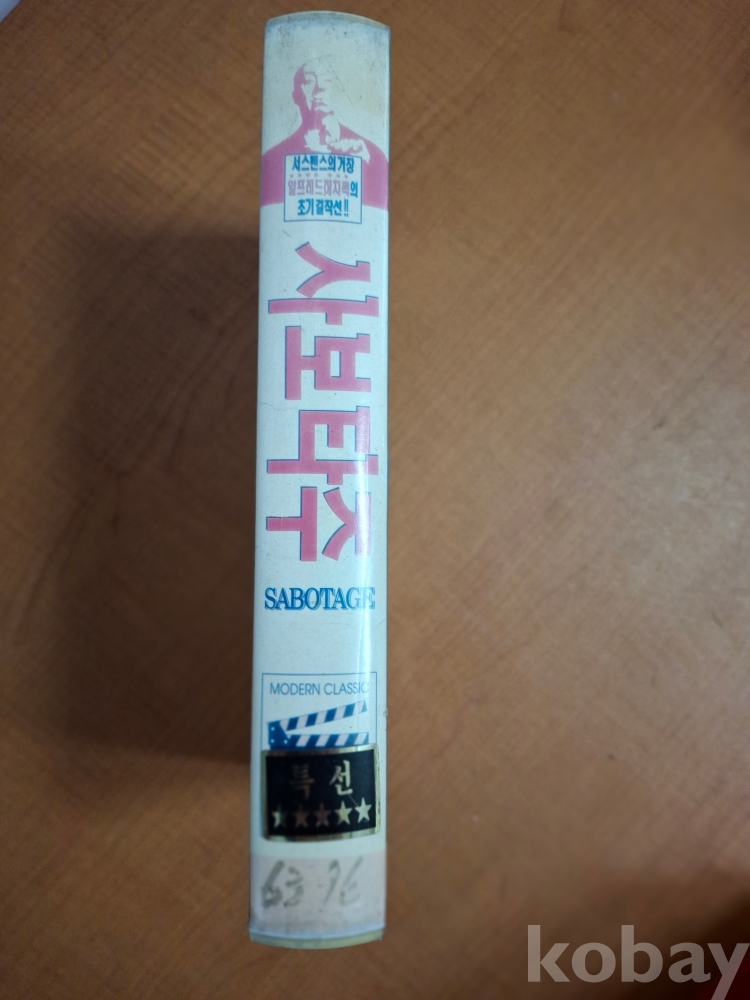 서스펜스의 거장
알프레드히치콕의
초기 걸작선!!
사보타주
SABOTAGE
MODERN CLASSIC
특선
kobay